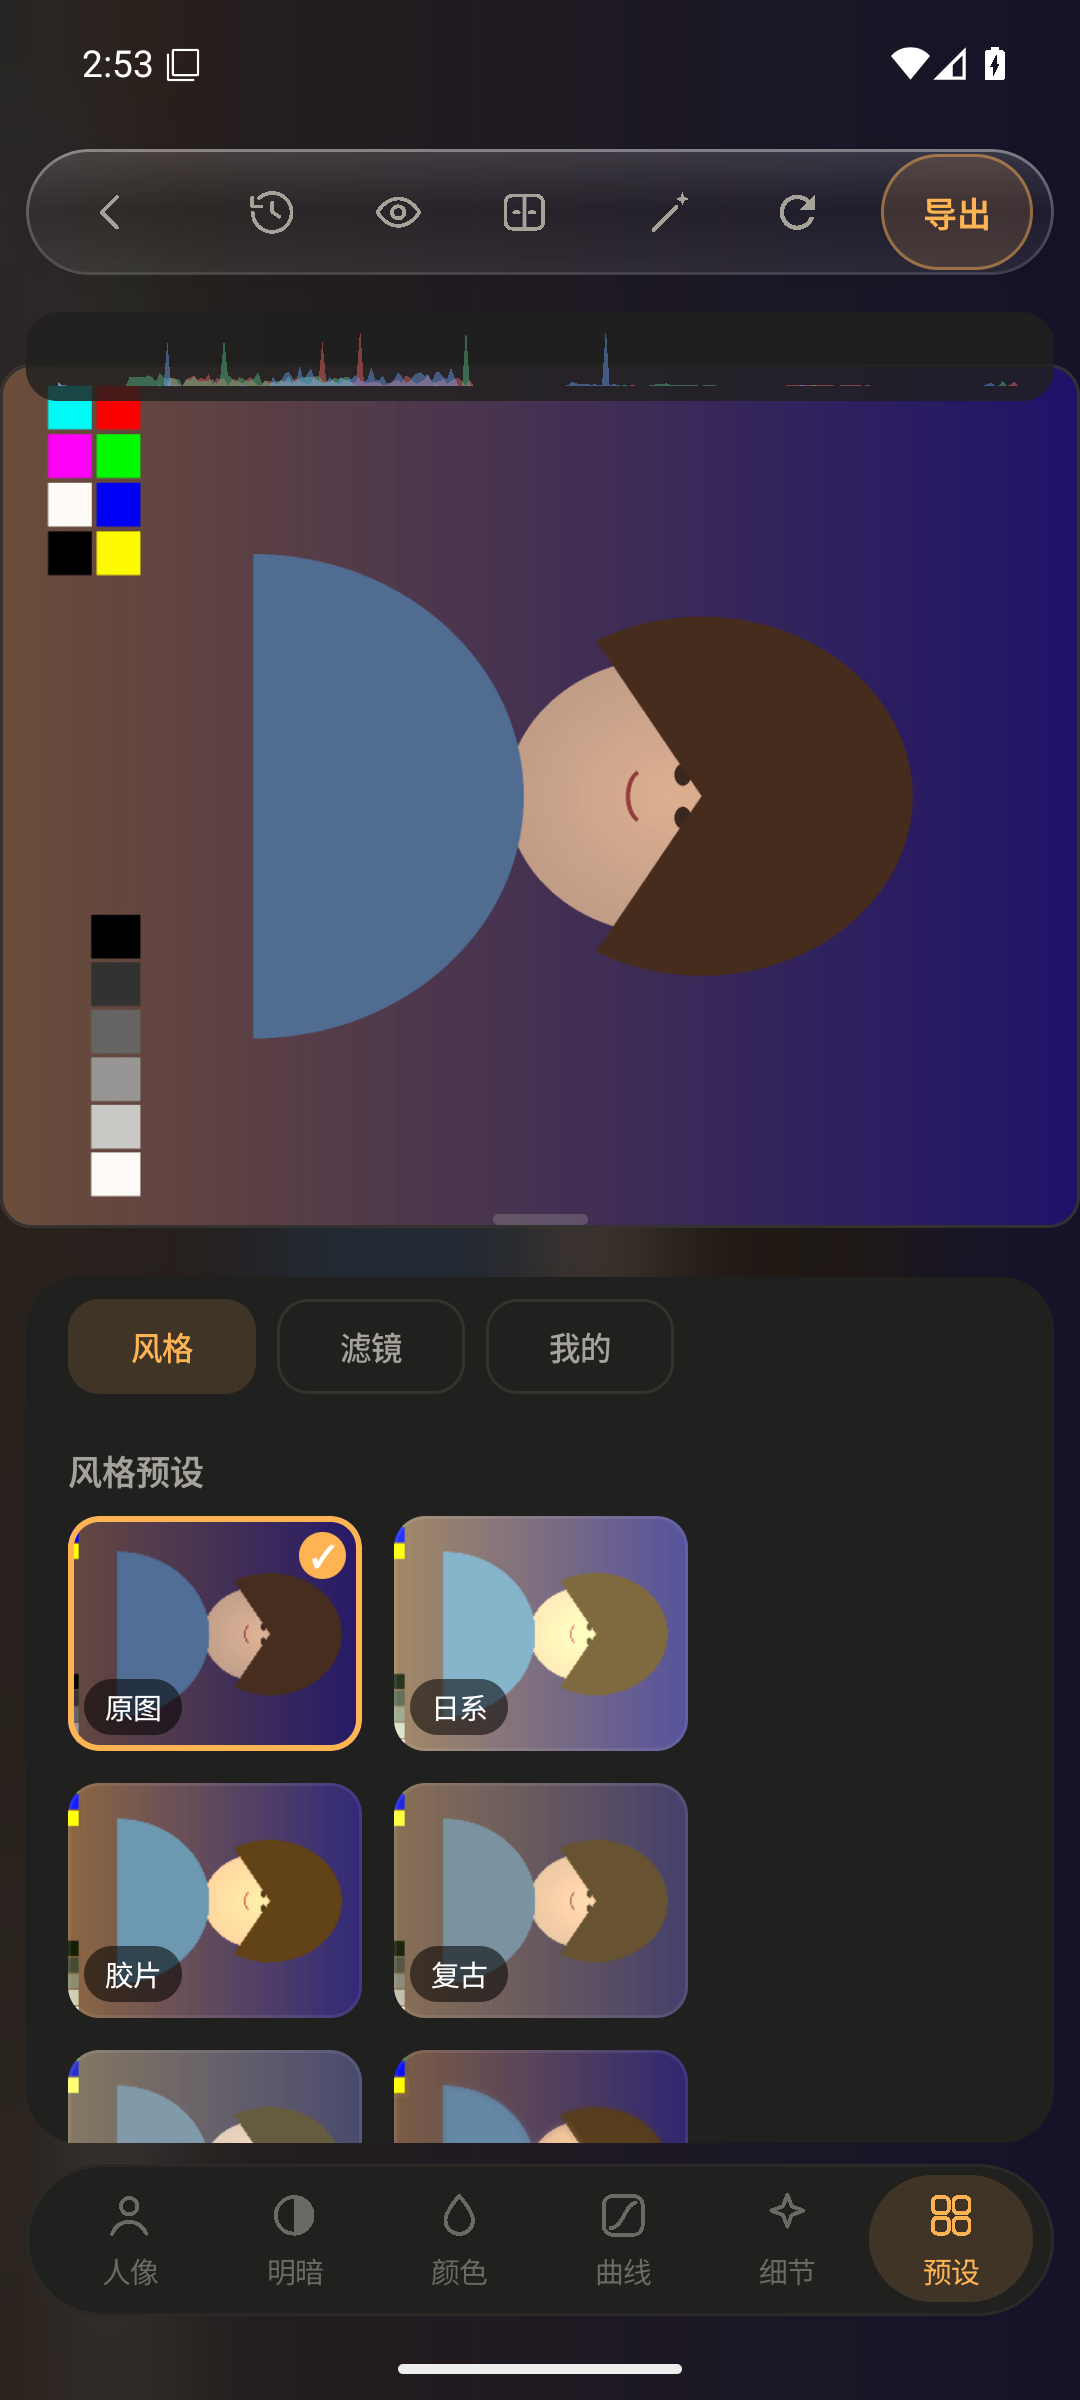 2:53
导出
风格 滤镜 我的
风格预设
原图 日系
胶片 复古
人像 明暗 颜色 曲线 细节 预设